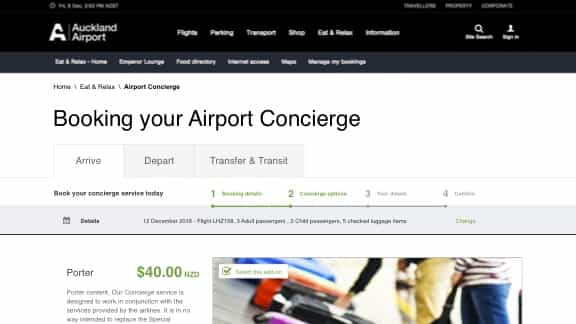 Fri, 9 Dec, 2:50 PM NZST
TRAVELLERS PROPERTY CORPORATE
Auckland Airport
Flights Parking Transport Shop Eat & Relax Information
Site Search Sign in
Eat & Relax - Home Emperor Lounge Food directory Internet access Maps Manage my bookings
Home \ Eat & Relax \ Airport Concierge
Booking your Airport Concierge
Arrive Depart Transfer & Transit
Book your concierge service today
1 Booking details 2 Concierge options 3 Your details 4 Confirm
Details 12 December 2016 - Flight LHZ158, 3 Adult passengers , 2 Child passengers, 5 checked luggage items Change
Porter $40.00 NZD
Select this add-on
Porter content. Our Concierge service is
designed to work in conjunction with the
services provided by the airlines. It is in no
way intended to replace the Special